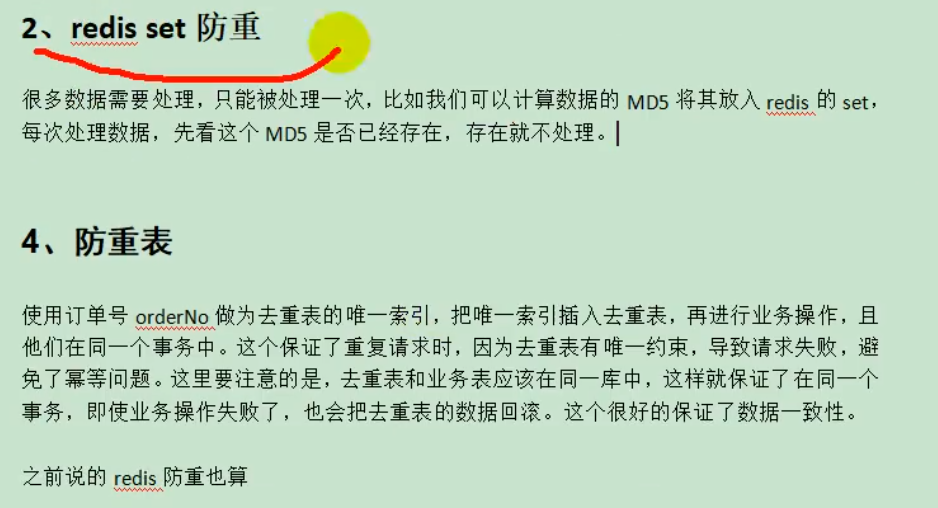 2、redis set 防重
很多数据需要处理，只能被处理一次，比如我们可以计算数据的 MD5 将其放入 redis 的 set，
每次处理数据，先看这个 MD5 是否已经存在，存在就不处理。
4、防重表
使用订单号 orderNo 做为去重表的唯一索引，把唯一索引插入去重表，再进行业务操作，且
他们在同一个事务中。这个保证了重复请求时，因为去重表有唯一约束，导致请求失败，避
免了幂等问题。这里要注意的是，去重表和业务表应该在同一库中，这样就保证了在同一个
事务，即使业务操作失败了，也会把去重表的数据回滚。这个很好的保证了数据一致性。
之前说的 redis 防重也算